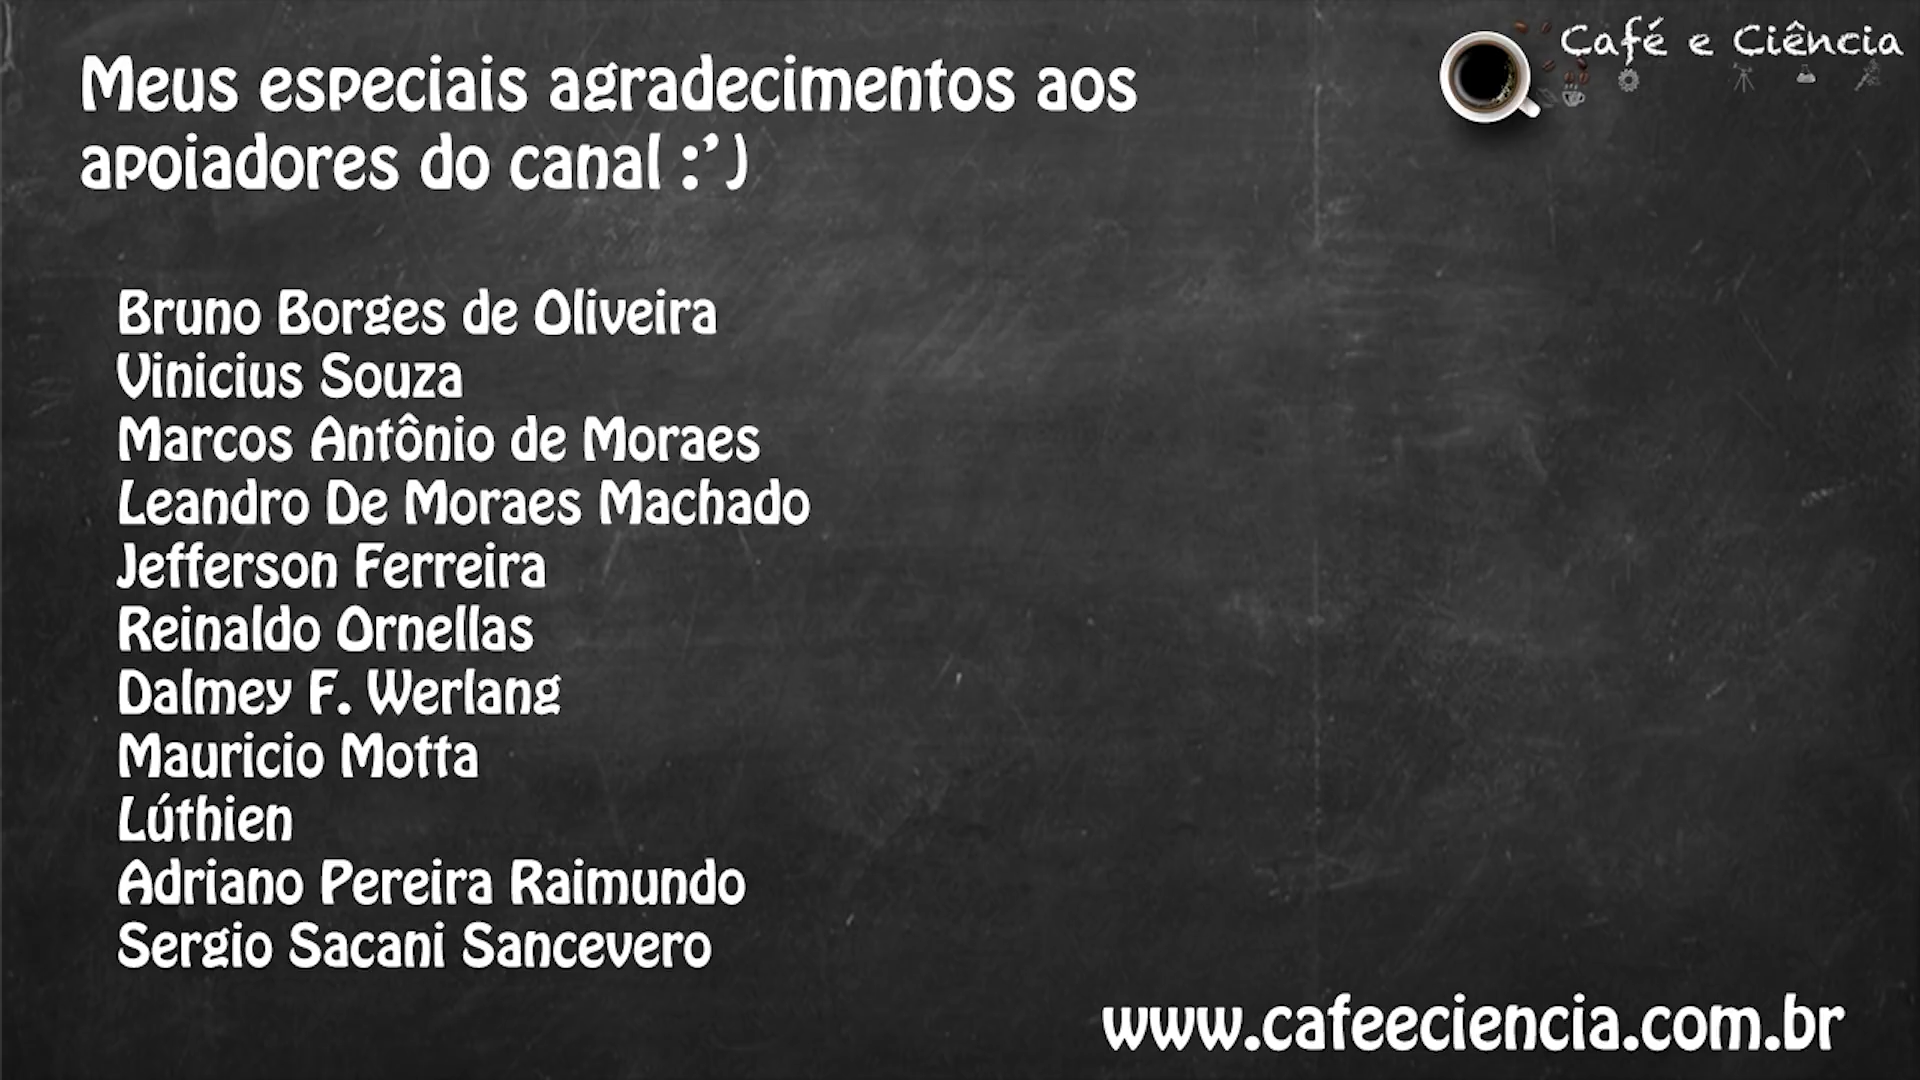 Café e Ciência
Meus especiais agradecimentos aos
apoiadores do canal :’)
Bruno Borges de Oliveira
Vinicius Souza
Marcos Antônio de Moraes
Leandro De Moraes Machado
Jefferson Ferreira
Reinaldo Ornellas
Dalmey F. Werlang
Mauricio Motta
Lúthien
Adriano Pereira Raimundo
Sergio Sacani Sancevero
www.cafeeciencia.com.br